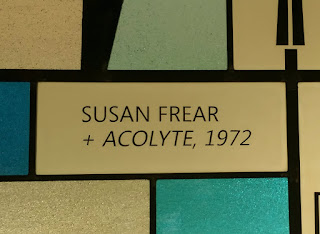 SUSAN FREAR
+ ACOLYTE, 1972